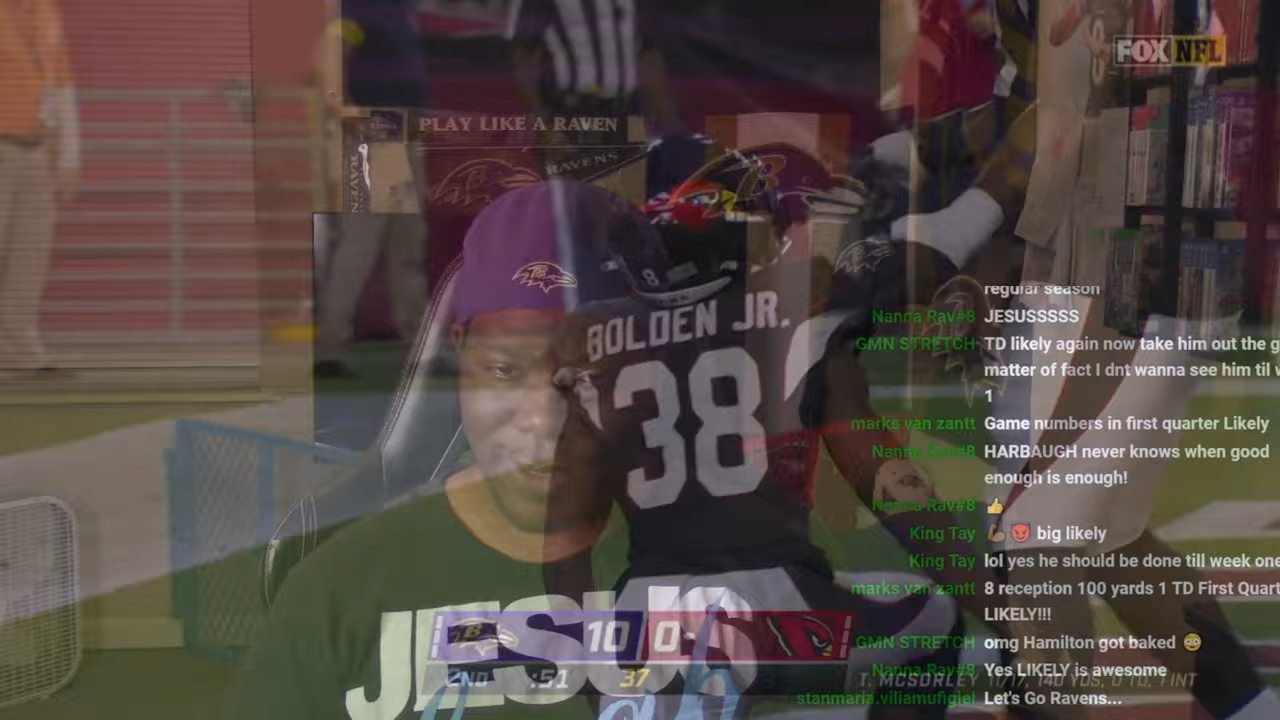 FOX NFL
PLAY LIKE A RAVEN
RAVENS
BOLDEN JR.
38
8
regular season
Nanna Rav#8 JESUSSSSS
GMN STRETCH TD likely again now take him out the g
matter of fact I dnt wanna see him til w
1
marks van zantt Game numbers in first quarter Likely
Nanna Rav#8 HARBAUGH never knows when good
enough is enough!
Nanna Rav#8 👍
King Tay 💪😈 big likely
King Tay lol yes he should be done till week one
marks van zantt 8 reception 100 yards 1 TD First Quart
LIKELY!!!
GMN STRETCH omg Hamilton got baked 😳
Nanna Rav#8 Yes LIKELY is awesome
stanmaria.viliamufigiel Let's Go Ravens...
JESUS
10 0
2ND :51 37
T. MCSORLEY 11/17, 140 YDS, 0 TD, 1 INT